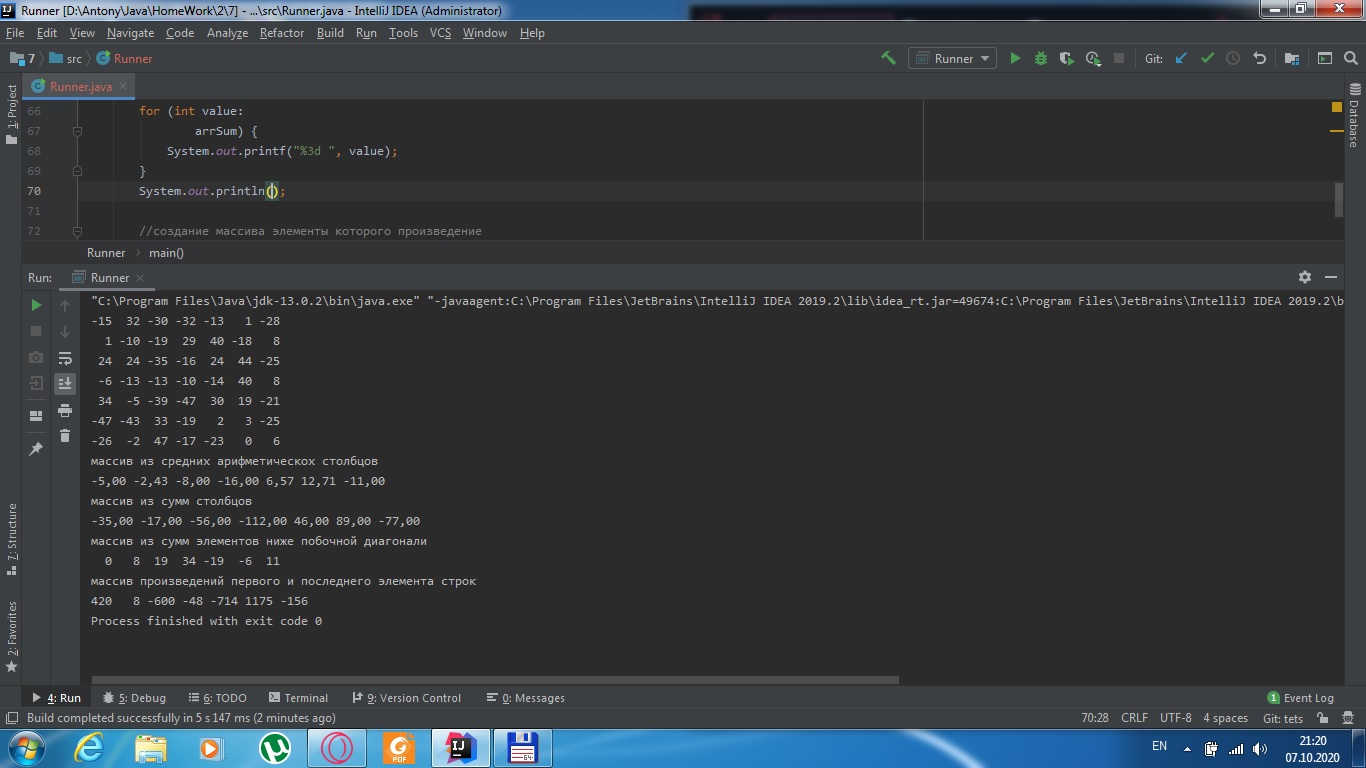 Runner [D:\Antony\Java\HomeWork\2\7] - ...\src\Runner.java - IntelliJ IDEA (Administrator)
File Edit View Navigate Code Analyze Refactor Build Run Tools VCS Window Help
7 src Runner Runner Git:
Runner.java
1: Project
Database
66 for (int value:
67 arrSum) {
68 System.out.printf("%3d ", value);
69 }
70 System.out.println();
71
72 //создание массива элементы которого произведение
Runner main()
Run: Runner
"C:\Program Files\Java\jdk-13.0.2\bin\java.exe" "-javaagent:C:\Program Files\JetBrains\IntelliJ IDEA 2019.2\lib\idea_rt.jar=49674:C:\Program Files\JetBrains\IntelliJ IDEA 2019.2\b
-15 32 -30 -32 -13 1 -28
1 -10 -19 29 40 -18 8
24 24 -35 -16 24 44 -25
-6 -13 -13 -10 -14 40 8
34 -5 -39 -47 30 19 -21
-47 -43 33 -19 2 3 -25
-26 -2 47 -17 -23 0 6
массив из средних арифметическох столбцов
-5,00 -2,43 -8,00 -16,00 6,57 12,71 -11,00
массив из сумм столбцов
-35,00 -17,00 -56,00 -112,00 46,00 89,00 -77,00
массив из сумм элементов ниже побочной диагонали
0 8 19 34 -19 -6 11
массив произведений первого и последнего элемента строк
420 8 -600 -48 -714 1175 -156
Process finished with exit code 0
7: Structure
2: Favorites
4: Run 5: Debug 6: TODO Terminal 9: Version Control 0: Messages 1 Event Log
Build completed successfully in 5 s 147 ms (2 minutes ago) 70:28 CRLF UTF-8 4 spaces Git: tets
PDF
IJ
64
EN
21:20
07.10.2020